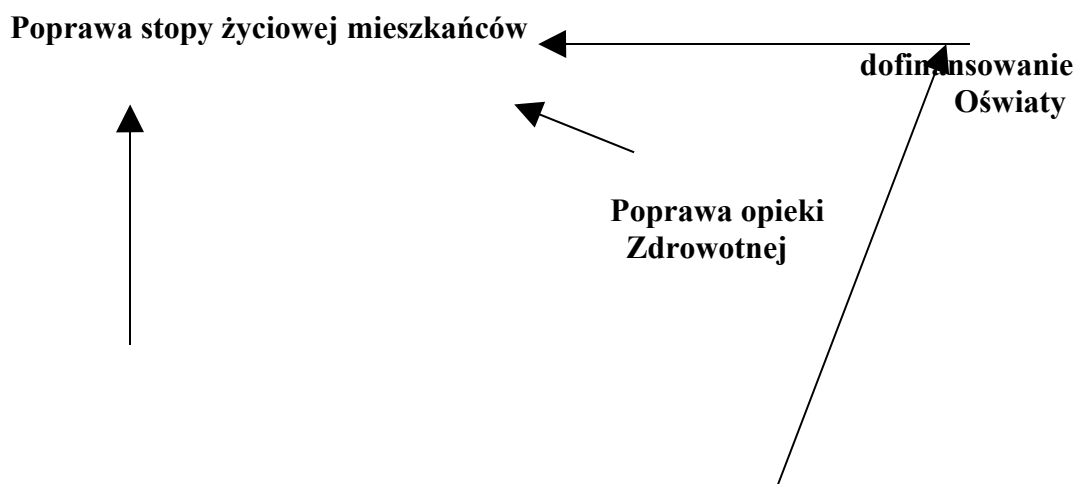 Poprawa stopy życiowej mieszkańców
dofinansowanie
Oświaty
Poprawa opieki
Zdrowotnej